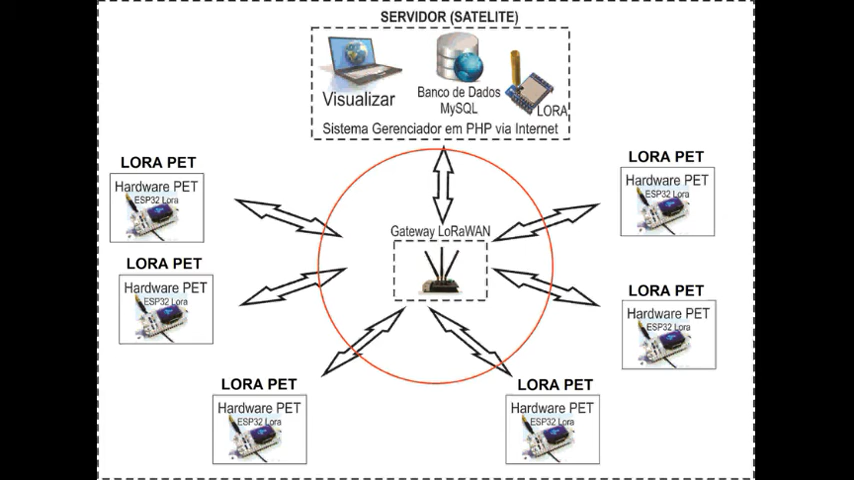 SERVIDOR (SATELITE)
Visualizar
Banco de Dados
MySQL
LORA
Sistema Gerenciador em PHP via Internet
LORA PET
Hardware PET
ESP32 Lora
LORA PET
Hardware PET
ESP32 Lora
Gateway LoRaWAN
LORA PET
Hardware PET
ESP32 Lora
LORA PET
Hardware PET
ESP32 Lora
LORA PET
Hardware PET
ESP32 Lora
LORA PET
Hardware PET
ESP32 Lora